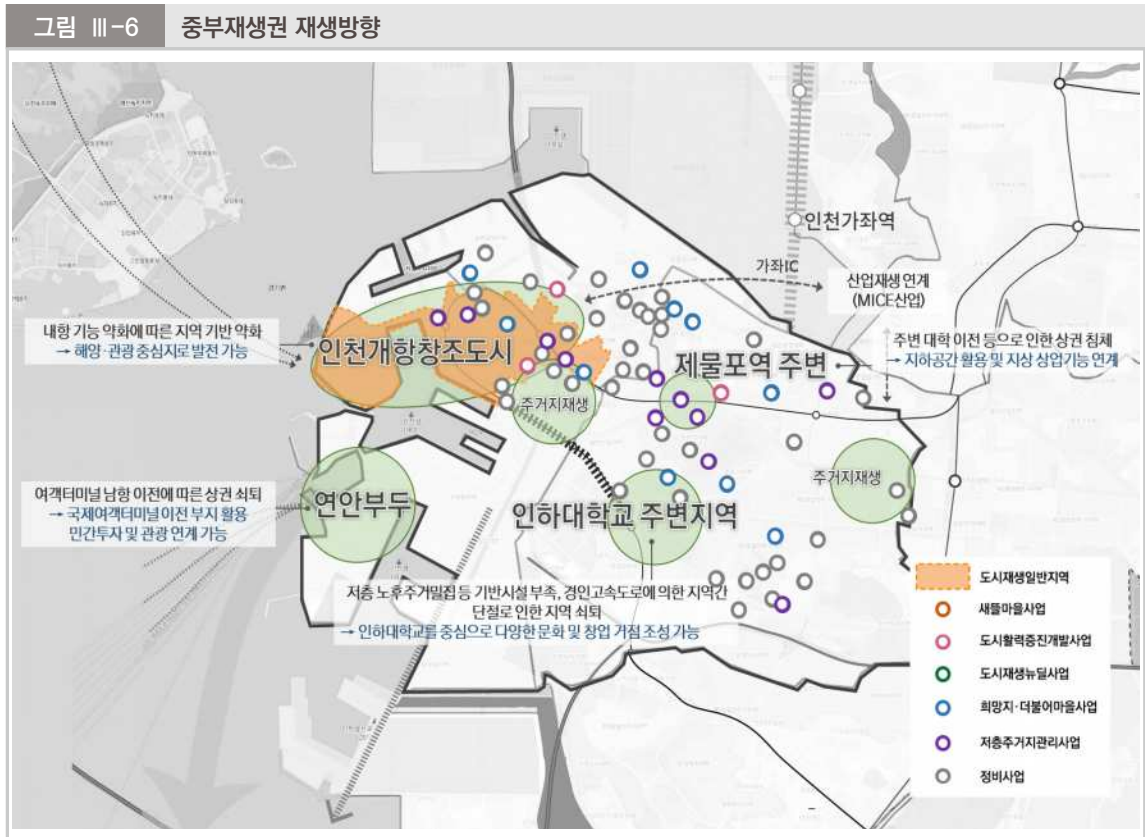 그림 Ⅲ-6 중부재생권 재생방향
인천가좌역
가좌IC
산업재생 연계
(MICE산업)
내항 기능 약화에 따른 지역 기반 약화
→ 해양·관광 중심지로 발전 가능
인천개항창조도시
제물포역 주변
주변 대학 이전 등으로 인한 상권 침체
→ 지하공간 활용 및 지상 상업기능 연계
주거지재생
주거지재생
여객터미널 남항 이전에 따른 상권 쇠퇴
→ 국제여객터미널 이전 부지 활용
민간투자 및 관광 연계 가능
연안부두
인하대학교 주변지역
저층 노후주거밀집 등 기반시설 부족, 경인고속도로에 의한 지역간
단절로 인한 지역 쇠퇴
→ 인하대학교를 중심으로 다양한 문화 및 창업 거점 조성 가능
도시재생일반지역
새뜰마을사업
도시활력증진개발사업
도시재생뉴딜사업
희망지·더불어마을사업
저층주거지관리사업
정비사업